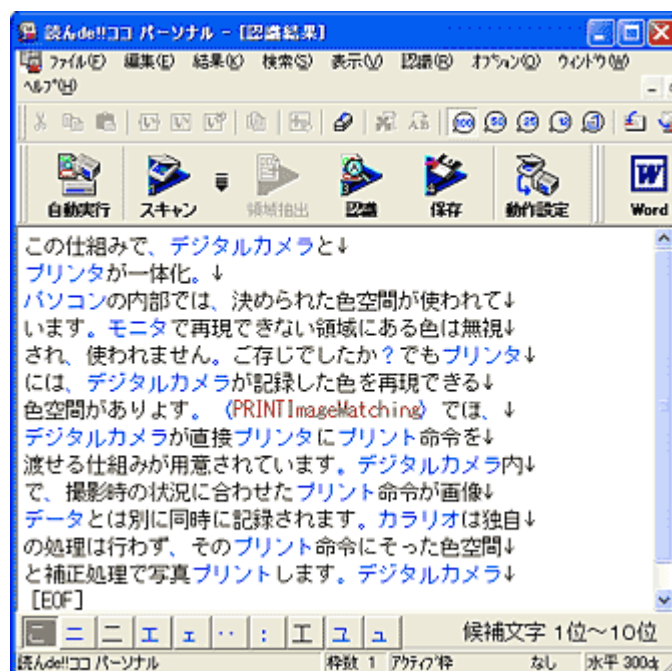 読んde!!ココ パーソナル - [認識結果]
ファイル(F) 編集(E) 結果(K) 検索(S) 表示(V) 認識(R) オプション(O) ウィンドウ(W)
ヘルプ(H)
100 50 25
自動実行 スキャン 領域抽出 認識 保存 動作設定 Word
この仕組みで、デジタルカメラと↓
プリンタが一体化。↓
パソコンの内部では、決められた色空間が使われて↓
います。モニタで再現できない領域にある色は無視↓
され、使われません。ご存じでしたか?でもプリンタ↓
には、デジタルカメラが記録した色を再現できる↓
色空間がありょす。《PRINTImageWatching》でほ、↓
デジタルカメラが直接プリンタにプリント命令を↓
渡せる仕組みが用意されています。デジタルカメラ内↓
で、撮影時の状況に合わせたプリント命令が画像↓
データとは別に同時に記録されます。カラリオは独自↓
の処理は行わず、そのプリント命令にそった色空間↓
と補正処理で写真プリントします。デジタルカメラ↓
[EOF]
こ ニ 二 エ ェ ‥ : 工 ユ ュ 候補文字 1位～10位
読んde!!ココ パーソナル 枠数 1 アクティブ枠 なし 水平 300d